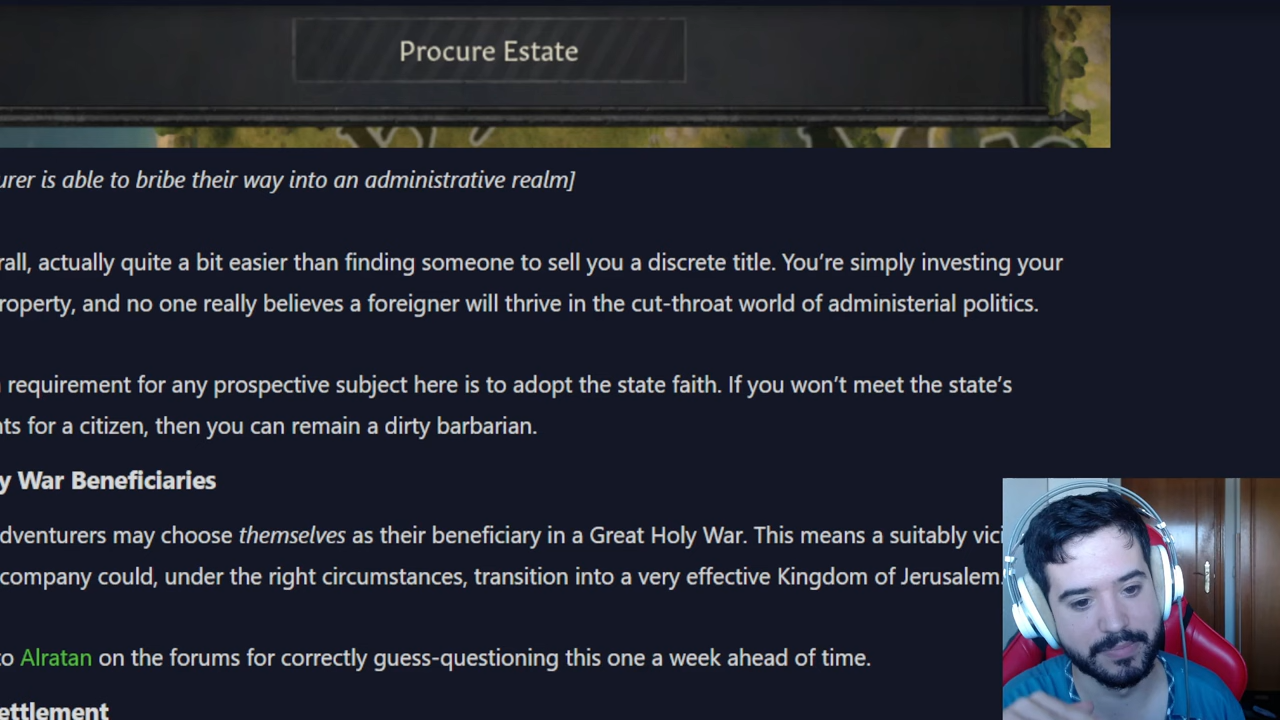 Procure Estate
urer is able to bribe their way into an administrative realm]
rall, actually quite a bit easier than finding someone to sell you a discrete title. You’re simply investing your
roperty, and no one really believes a foreigner will thrive in the cut-throat world of administerial politics.
requirement for any prospective subject here is to adopt the state faith. If you won’t meet the state’s
nts for a citizen, then you can remain a dirty barbarian.
y War Beneficiaries
dventurers may choose themselves as their beneficiary in a Great Holy War. This means a suitably vici
company could, under the right circumstances, transition into a very effective Kingdom of Jerusalem.
to Alratan on the forums for correctly guess-questioning this one a week ahead of time.
ettlement